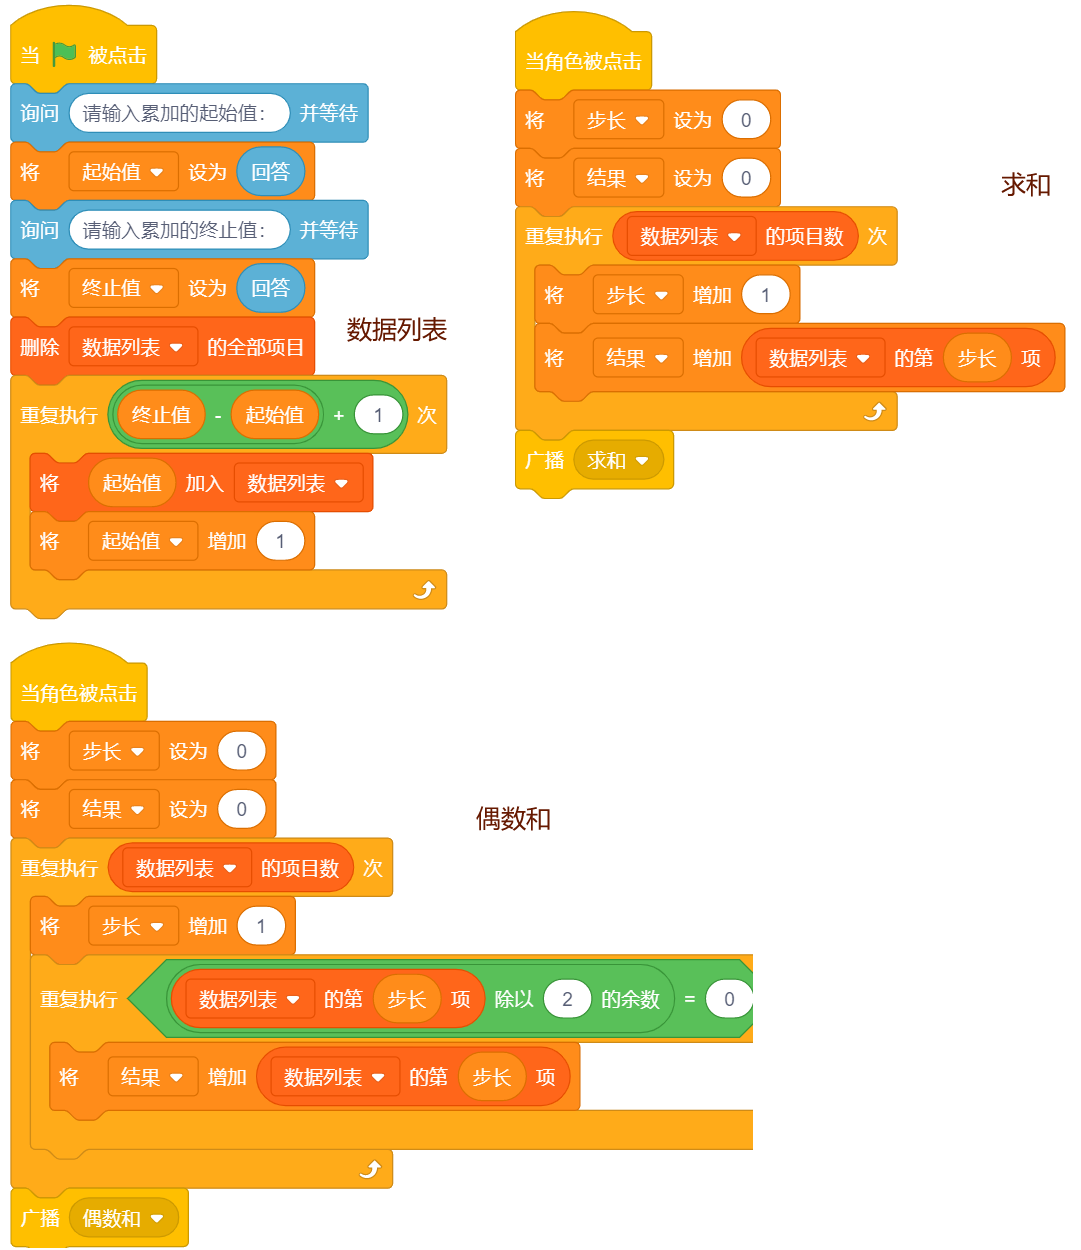 当 被点击
询问 请输入累加的起始值： 并等待
将 起始值 设为 回答
询问 请输入累加的终止值： 并等待
将 终止值 设为 回答
删除 数据列表 的全部项目
重复执行 终止值 - 起始值 + 1 次
将 起始值 加入 数据列表
将 起始值 增加 1
数据列表
当角色被点击
将 步长 设为 0
将 结果 设为 0
重复执行 数据列表 的项目数 次
将 步长 增加 1
将 结果 增加 数据列表 的第 步长 项
广播 求和
求和
当角色被点击
将 步长 设为 0
将 结果 设为 0
重复执行 数据列表 的项目数 次
将 步长 增加 1
重复执行 数据列表 的第 步长 项 除以 2 的余数 = 0
将 结果 增加 数据列表 的第 步长 项
广播 偶数和
偶数和